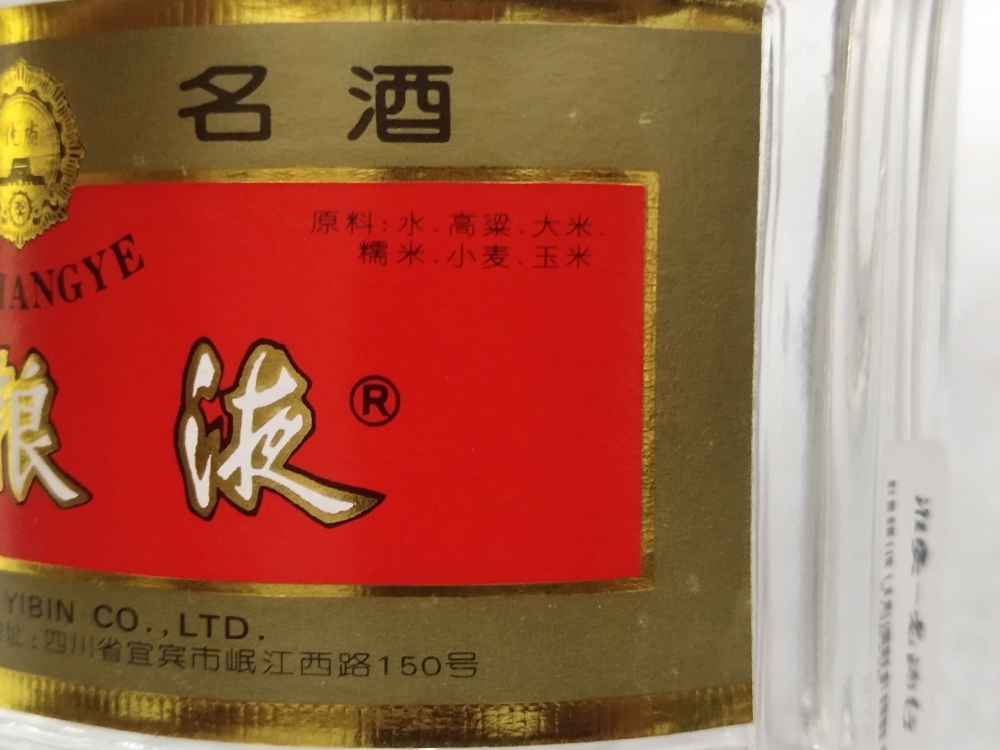 名酒
原料:水、高粱、大米、
糯米、小麦、玉米
IANGYE
粮液®
YIBIN CO.,LTD.
址:四川省宜宾市岷江西路150号